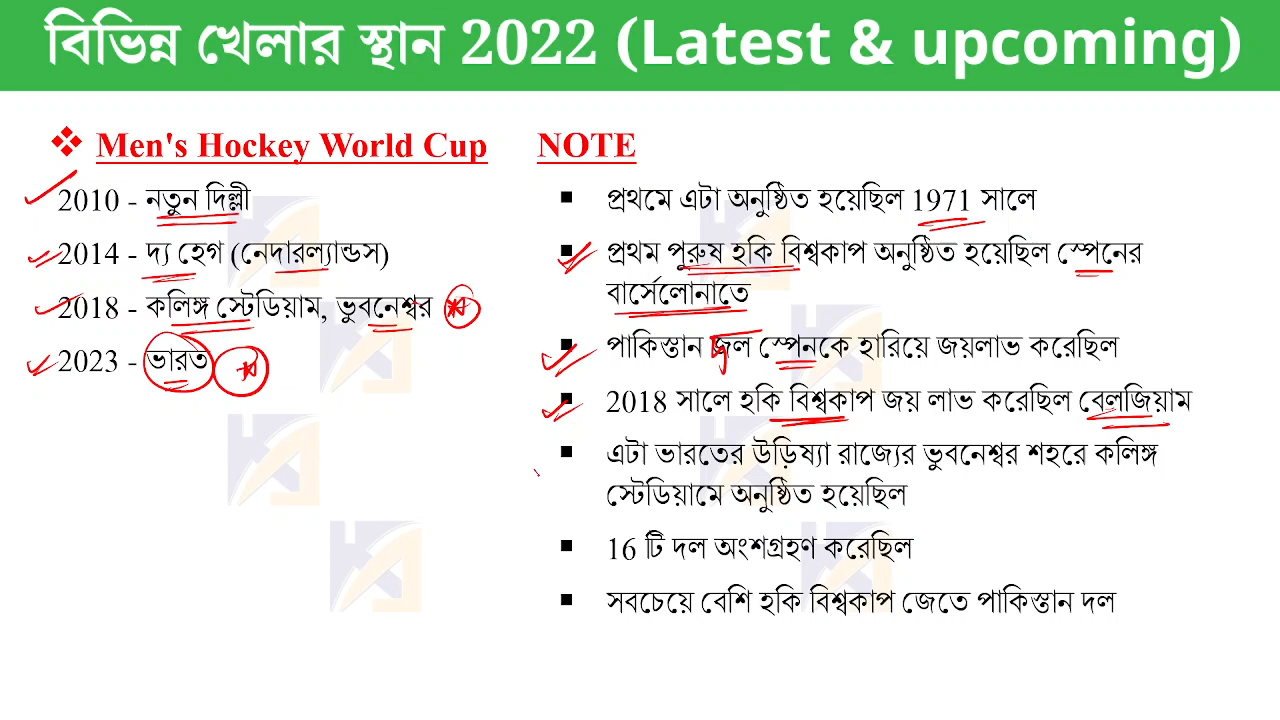 বিভিন্ন খেলার স্থান 2022 (Latest & upcoming)
Men's Hockey World Cup
2010 - নতুন দিল্লী
2014 - দ্য হেগ (নেদারল্যান্ডস)
2018 - কলিঙ্গ স্টেডিয়াম, ভুবনেশ্বর
2023 - ভারত
NOTE
প্রথমে এটা অনুষ্ঠিত হয়েছিল 1971 সালে
প্রথম পুরুষ হকি বিশ্বকাপ অনুষ্ঠিত হয়েছিল স্পেনের
বার্সেলোনাতে
পাকিস্তান জল স্পেনকে হারিয়ে জয়লাভ করেছিল
2018 সালে হকি বিশ্বকাপ জয় লাভ করেছিল বেলজিয়াম
এটা ভারতের উড়িষ্যা রাজ্যের ভুবনেশ্বর শহরে কলিঙ্গ
স্টেডিয়ামে অনুষ্ঠিত হয়েছিল
16 টি দল অংশগ্রহণ করেছিল
সবচেয়ে বেশি হকি বিশ্বকাপ জেতে পাকিস্তান দল